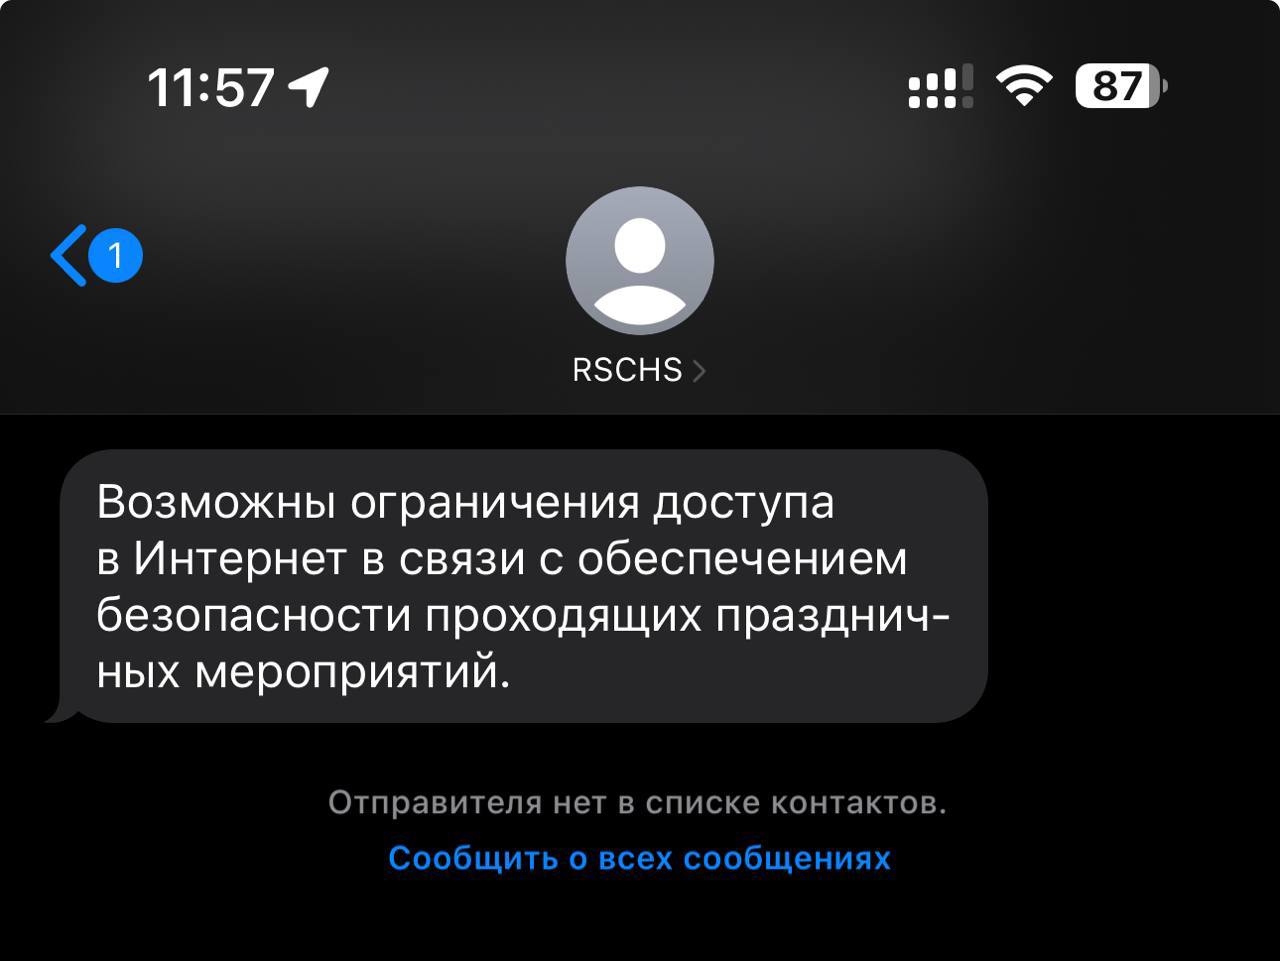 11:57
87
1
RSCHS
Возможны ограничения доступа
в Интернет в связи с обеспечением
безопасности проходящих празднич-
ных мероприятий.
Отправителя нет в списке контактов.
Сообщить о всех сообщениях